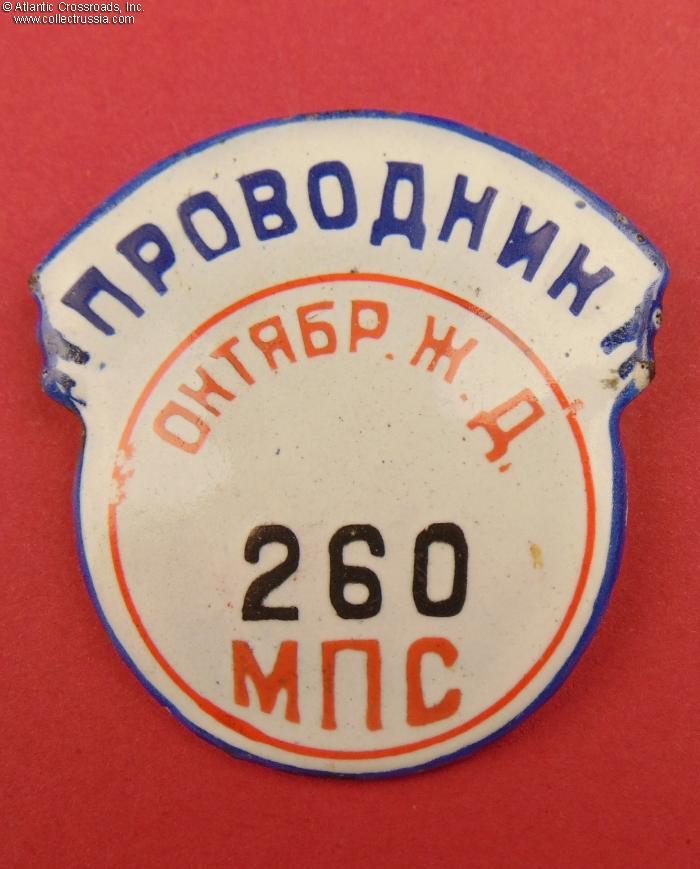 © Atlantic Crossroads, Inc.
www.collectrussia.com
ПРОВОДНИК
ОКТЯБР. Ж. Д.
260
МПС